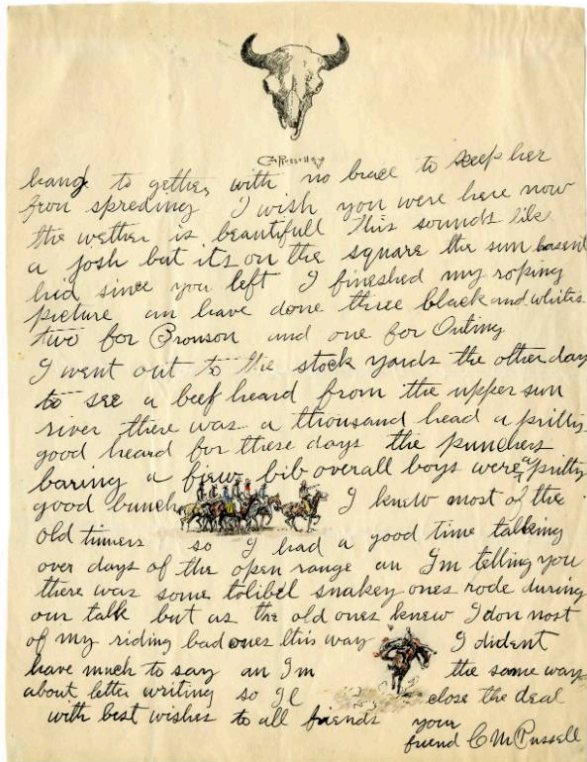 CMRussell
hang to gether with no brace to keep her
from spreding I wish you were here now
the wether is beautifull this sounds like
a josh but its on the square the sun hasent
hid since you left I fineshed my roping
picture an have done three black and whites
two for Bronson and one for Outing
I went out to the stock yards the other day
to see a beef heard from the upper sun
river there was a thousand head a pritty
good heard for these days the punchers
baring a fiew bib overall boys were a pritty
good bunch I knew most of the
old timers so I had a good time talking
over days of the open range an Im telling you
there was some tolibel snakey ones rode during
our talk but as the old ones knew I don most
of my riding bad ones this way I dident
have much to say an Im the same way
about letter writing so Il close the deal
with best wishes to all friends your
friend CM Russell